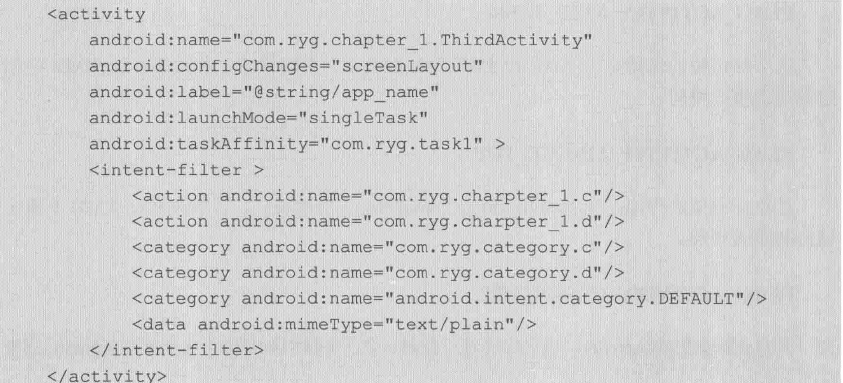 <activity
android:name="com.ryg.chapter_1.ThirdActivity"
android:configChanges="screenLayout"
android:label="@string/app_name"
android:launchMode="singleTask"
android:taskAffinity="com.ryg.task1" >
<intent-filter >
<action android:name="com.ryg.charpter_1.c"/>
<action android:name="com.ryg.charpter_1.d"/>
<category android:name="com.ryg.category.c"/>
<category android:name="com.ryg.category.d"/>
<category android:name="android.intent.category.DEFAULT"/>
<data android:mimeType="text/plain"/>
</intent-filter>
</activity>